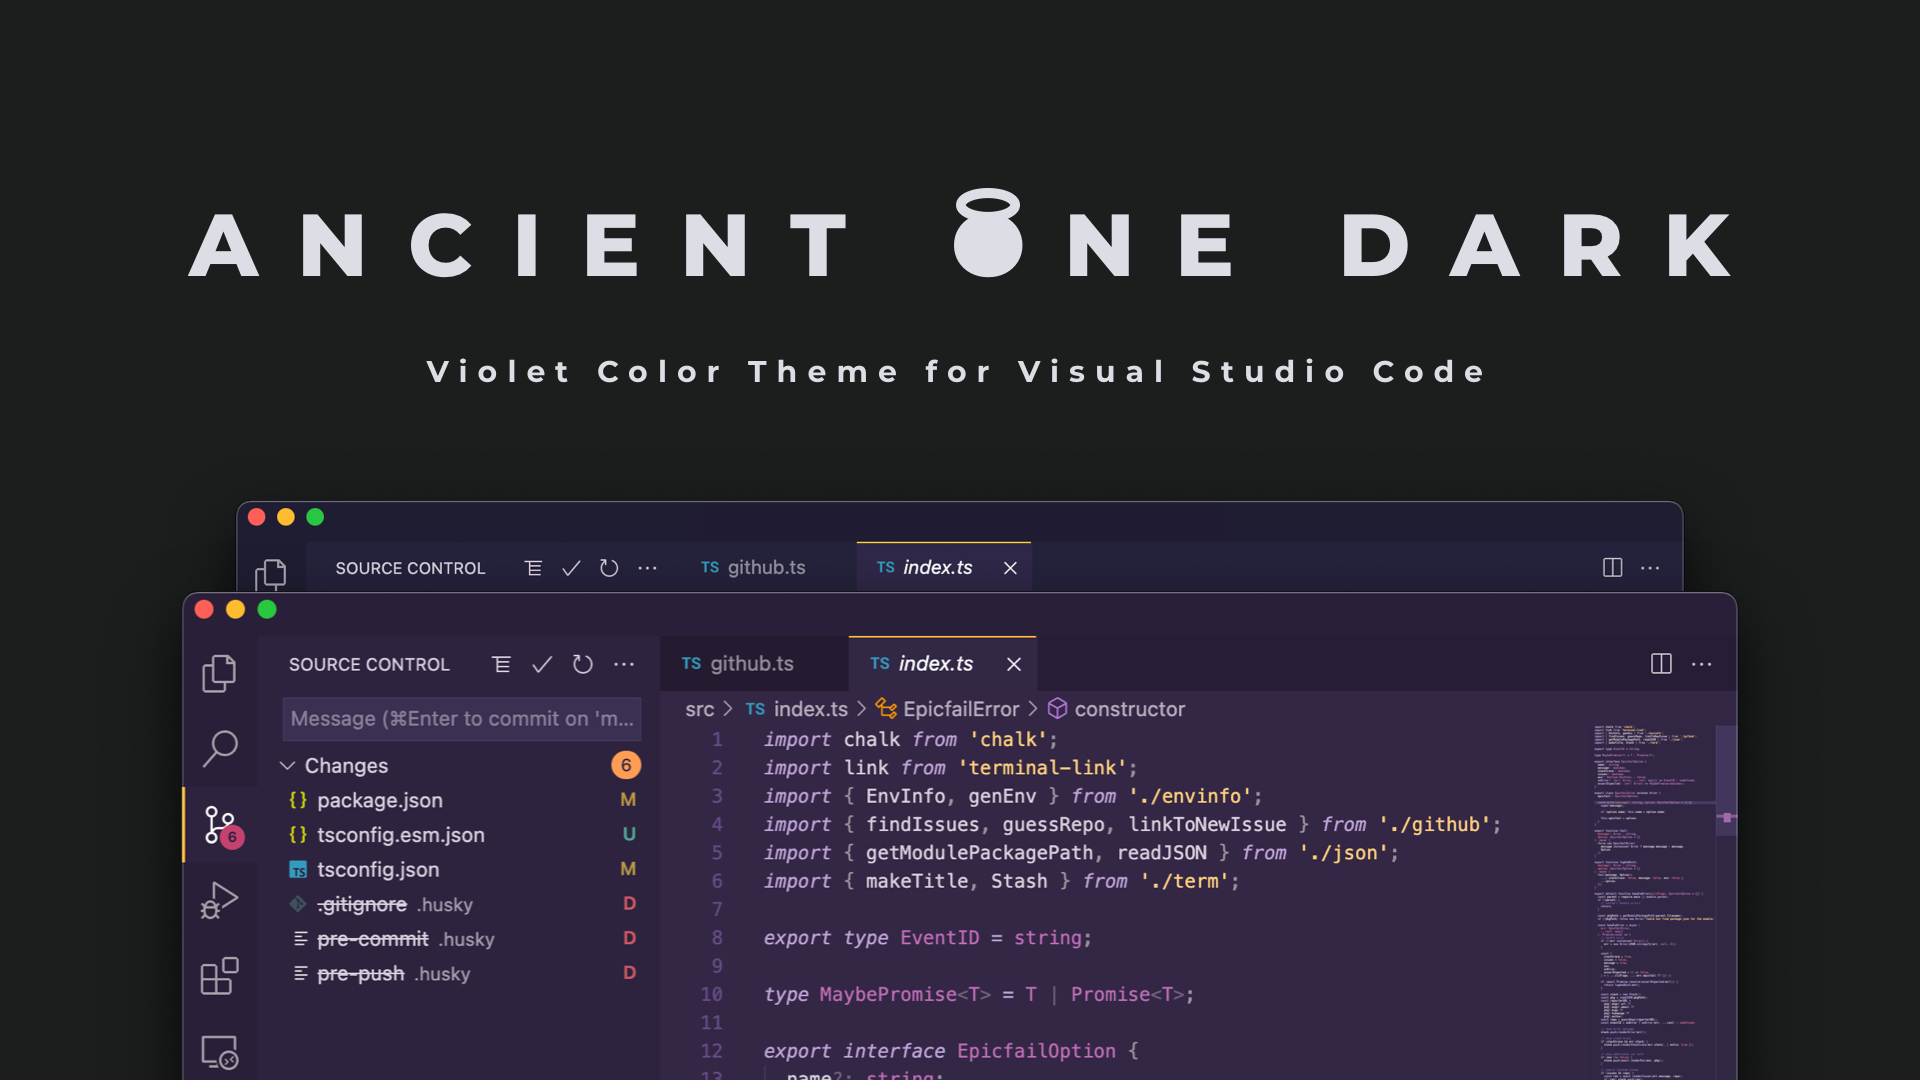 ANCIENT ONE DARK
Violet Color Theme for Visual Studio Code
SOURCE CONTROL
TS github.ts
TS index.ts
SOURCE CONTROL
TS github.ts
TS index.ts
Message (⌘Enter to commit on 'm...
Changes 6
{} package.json M
{} tsconfig.esm.json U
6
TS tsconfig.json M
.gitignore .husky D
pre-commit .husky D
pre-push .husky D
src > TS index.ts > EpicfailError > constructor
1 import chalk from 'chalk';
2 import link from 'terminal-link';
3 import { EnvInfo, genEnv } from './envinfo';
4 import { findIssues, guessRepo, linkToNewIssue } from './github';
5 import { getModulePackagePath, readJSON } from './json';
6 import { makeTitle, Stash } from './term';
7
8 export type EventID = string;
9
10 type MaybePromise<T> = T | Promise<T>;
11
12 export interface EpicfailOption {
13 name?: string;